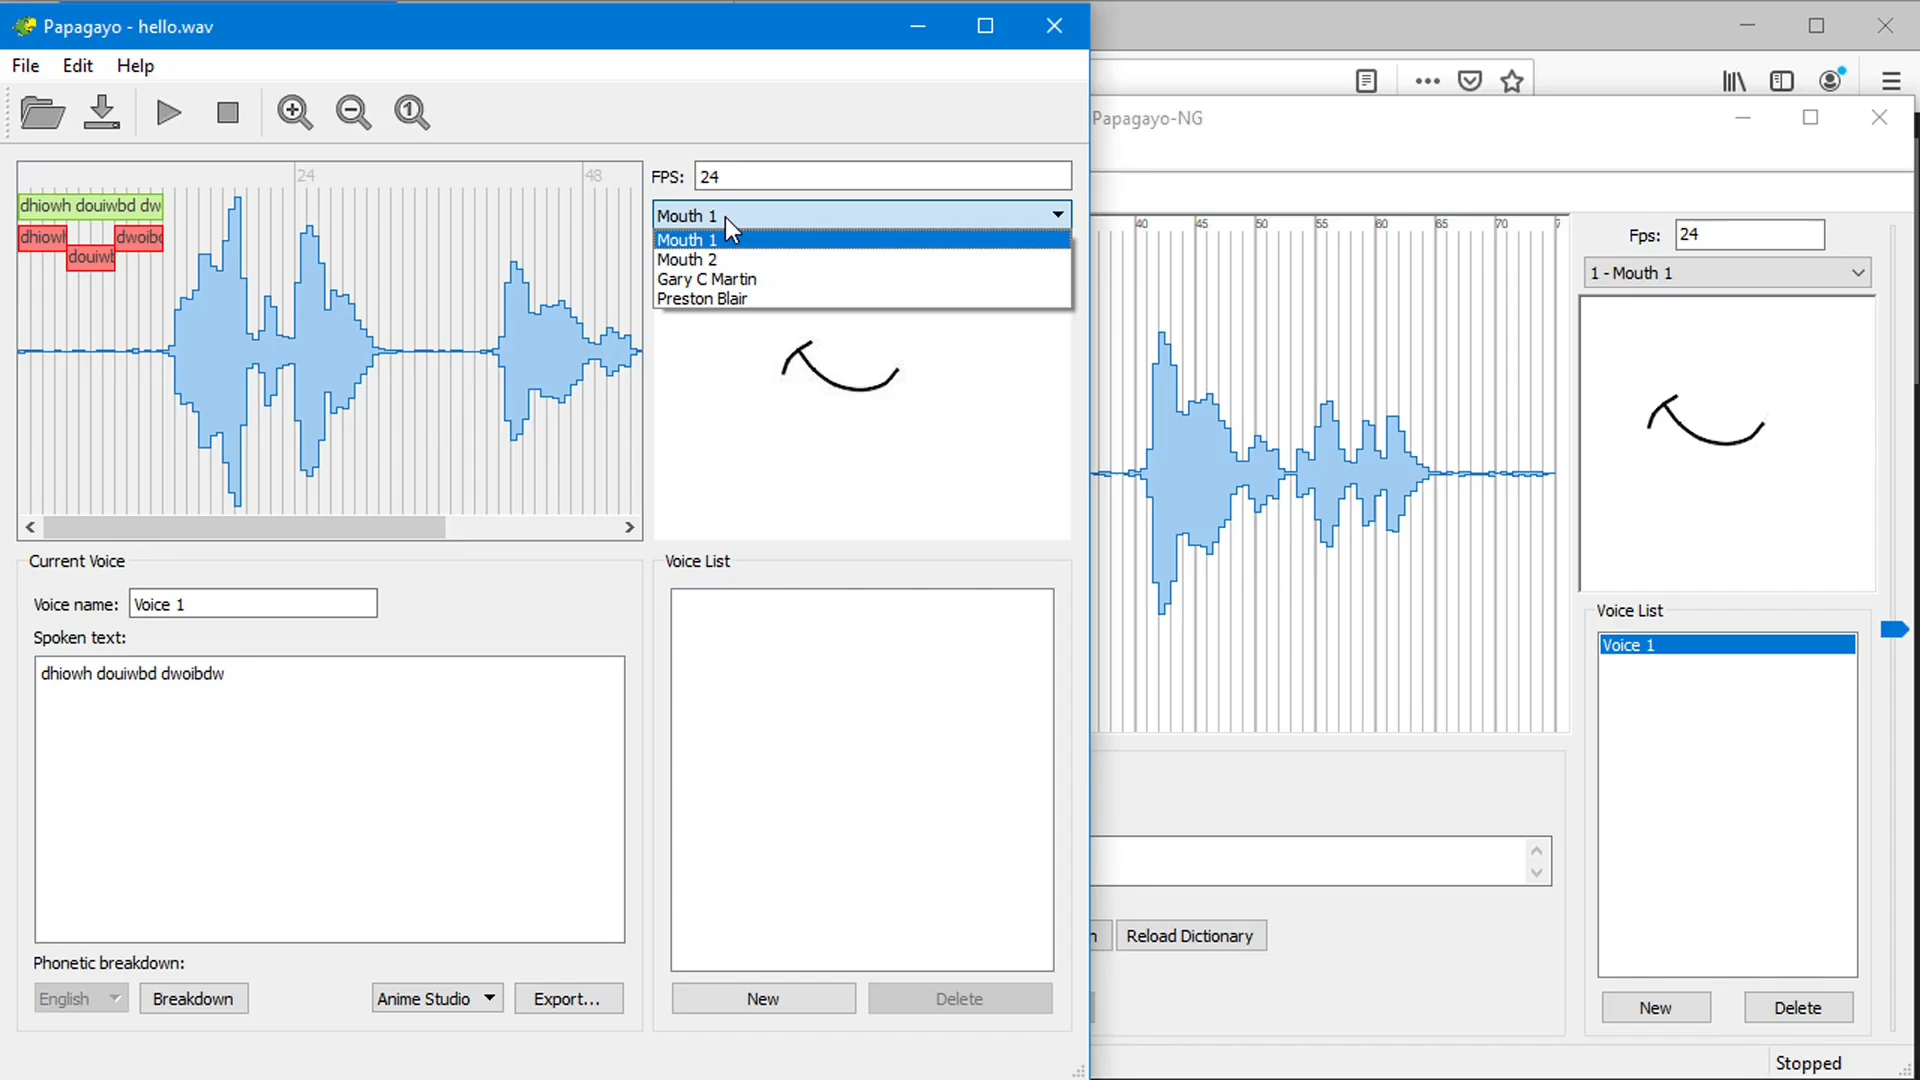 Papagayo - hello.wav
File Edit Help
1
24 48
dhiowh douiwbd dw
dhiowh
douiwb
dwoibd
FPS: 24
Mouth 1
Mouth 1
Mouth 2
Gary C Martin
Preston Blair
Current Voice
Voice name: Voice 1
Spoken text:
dhiowh douiwbd dwoibdw
Phonetic breakdown:
English Breakdown Anime Studio Export...
Voice List
New Delete
Papagayo-NG
40 45 50 55 60 65 70 7
Fps: 24
1 - Mouth 1
Voice List
Voice 1
n Reload Dictionary
New Delete
Stopped